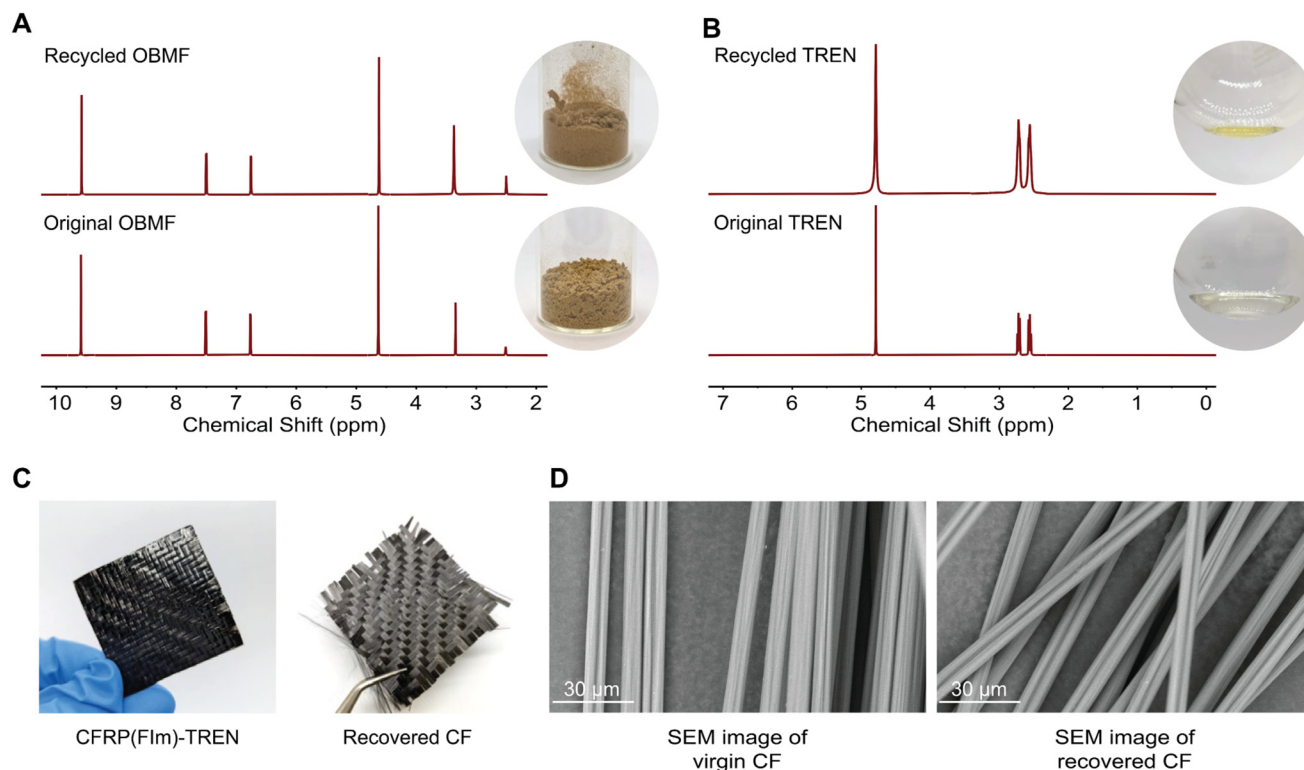 A
Recycled OBMF
Original OBMF
10 9 8 7 6 5 4 3 2
Chemical Shift (ppm)
B
Recycled TREN
Original TREN
7 6 5 4 3 2 1 0
Chemical Shift (ppm)
C
CFRP(FIm)-TREN
Recovered CF
D
30 µm
SEM image of
virgin CF
30 µm
SEM image of
recovered CF